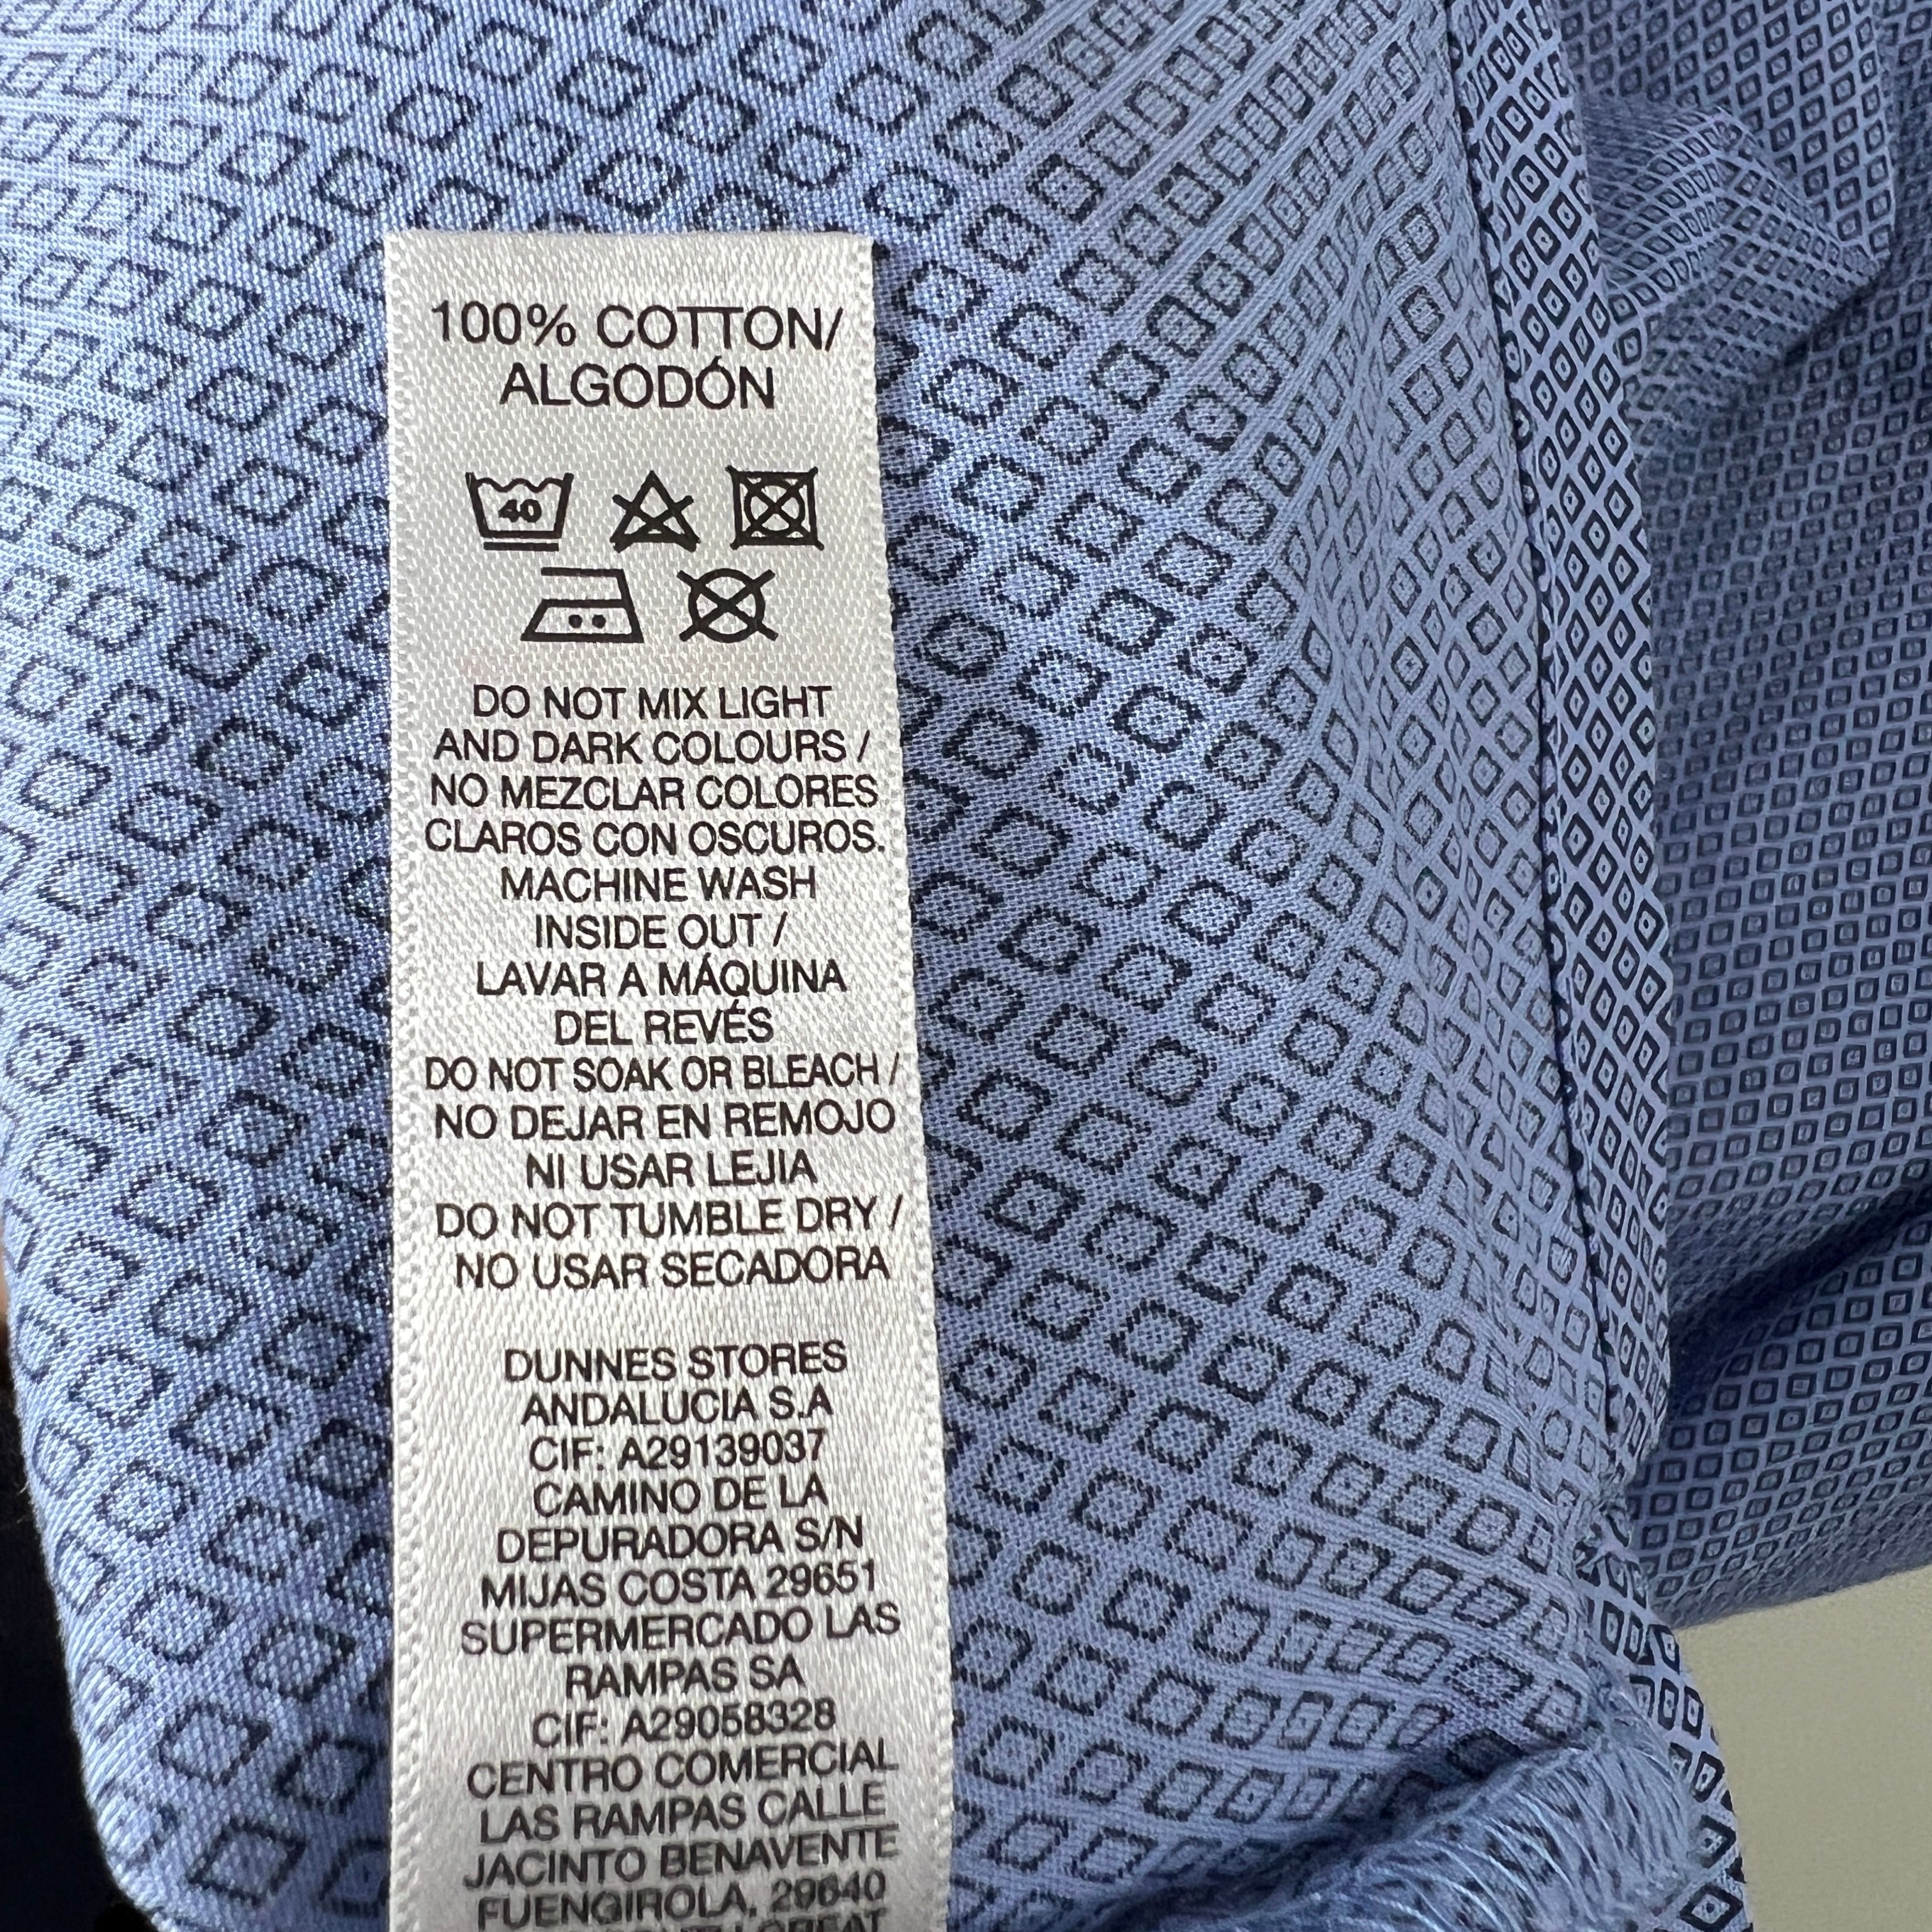 100% COTTON/
ALGODÓN
40
DO NOT MIX LIGHT
AND DARK COLOURS /
NO MEZCLAR COLORES
CLAROS CON OSCUROS.
MACHINE WASH
INSIDE OUT /
LAVAR A MÁQUINA
DEL REVÉS
DO NOT SOAK OR BLEACH /
NO DEJAR EN REMOJO
NI USAR LEJIA
DO NOT TUMBLE DRY /
NO USAR SECADORA
DUNNES STORES
ANDALUCIA S.A
CIF: A29139037
CAMINO DE LA
DEPURADORA S/N
MIJAS COSTA 29651
SUPERMERCADO LAS
RAMPAS SA
CIF: A29058328
CENTRO COMERCIAL
LAS RAMPAS CALLE
JACINTO BENAVENTE
FUENGIROLA, 29640